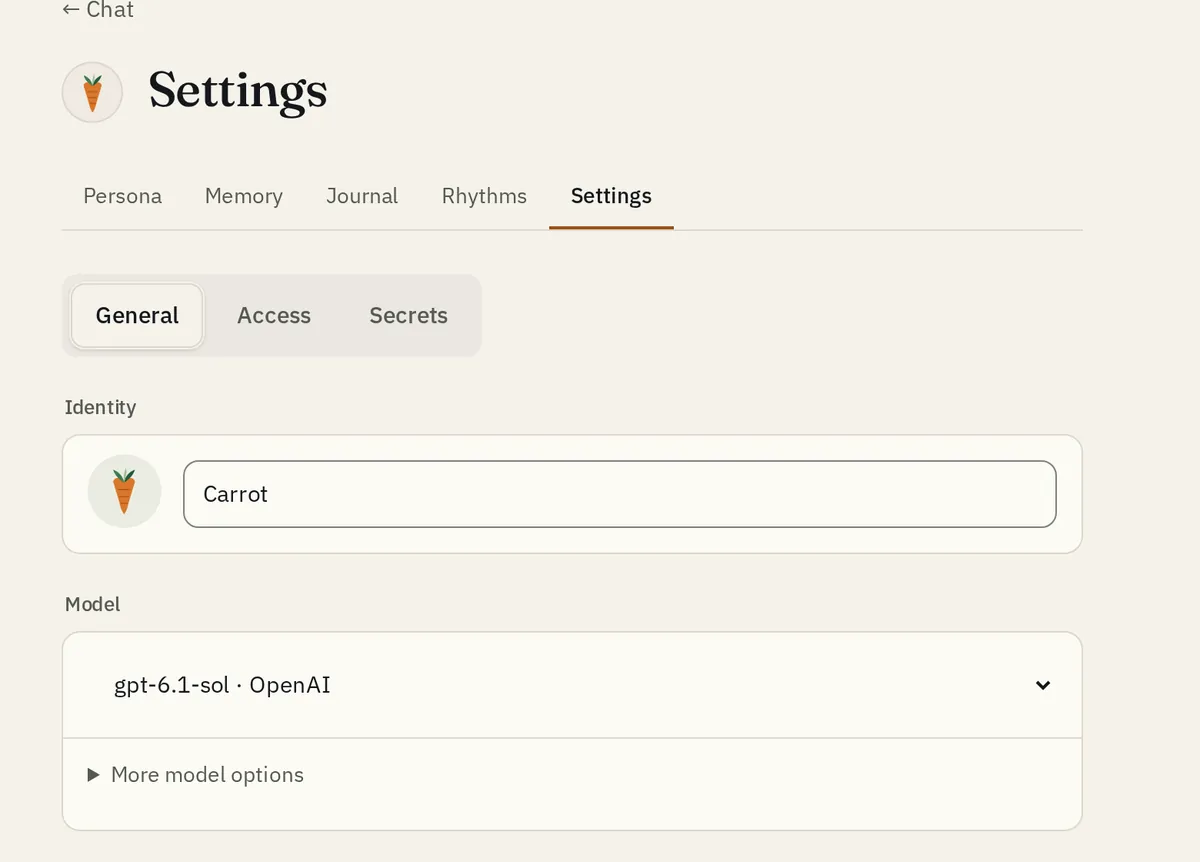 ← Chat
Settings
Persona Memory Journal Rhythms Settings
General Access Secrets
Identity
Carrot
Model
gpt-6.1-sol · OpenAI
More model options